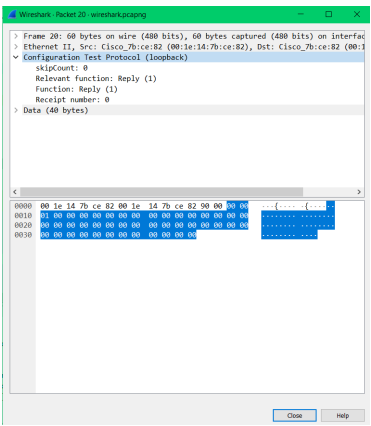 Wireshark · Packet 20 · wireshark.pcapng
> Frame 20: 60 bytes on wire (480 bits), 60 bytes captured (480 bits) on interfac
> Ethernet II, Src: Cisco_7b:ce:82 (00:1e:14:7b:ce:82), Dst: Cisco_7b:ce:82 (00:1
Configuration Test Protocol (loopback)
skipCount: 0
Relevant function: Reply (1)
Function: Reply (1)
Receipt number: 0
> Data (40 bytes)
0000 00 1e 14 7b ce 82 00 1e 14 7b ce 82 90 00 00 00 ···{···· ·{······
0010 01 00 00 00 00 00 00 00 00 00 00 00 00 00 00 00 ········ ········
0020 00 00 00 00 00 00 00 00 00 00 00 00 00 00 00 00 ········ ········
0030 00 00 00 00 00 00 00 00 00 00 00 00 ········ ····
Close Help